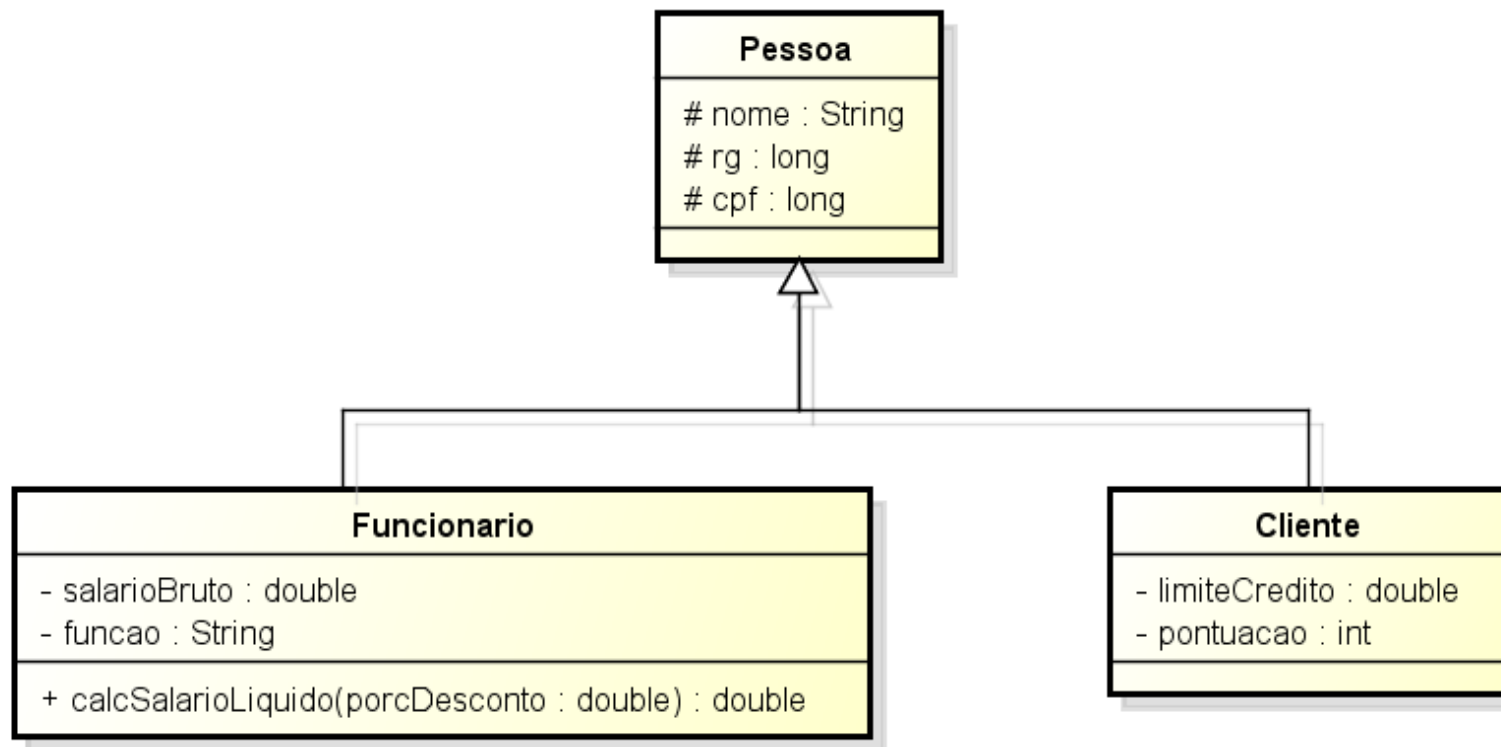 Pessoa
# nome : String
# rg : long
# cpf : long
Funcionario
- salarioBruto : double
- funcao : String
+ calcSalarioLiquido(porcDesconto : double) : double
Cliente
- limiteCredito : double
- pontuacao : int